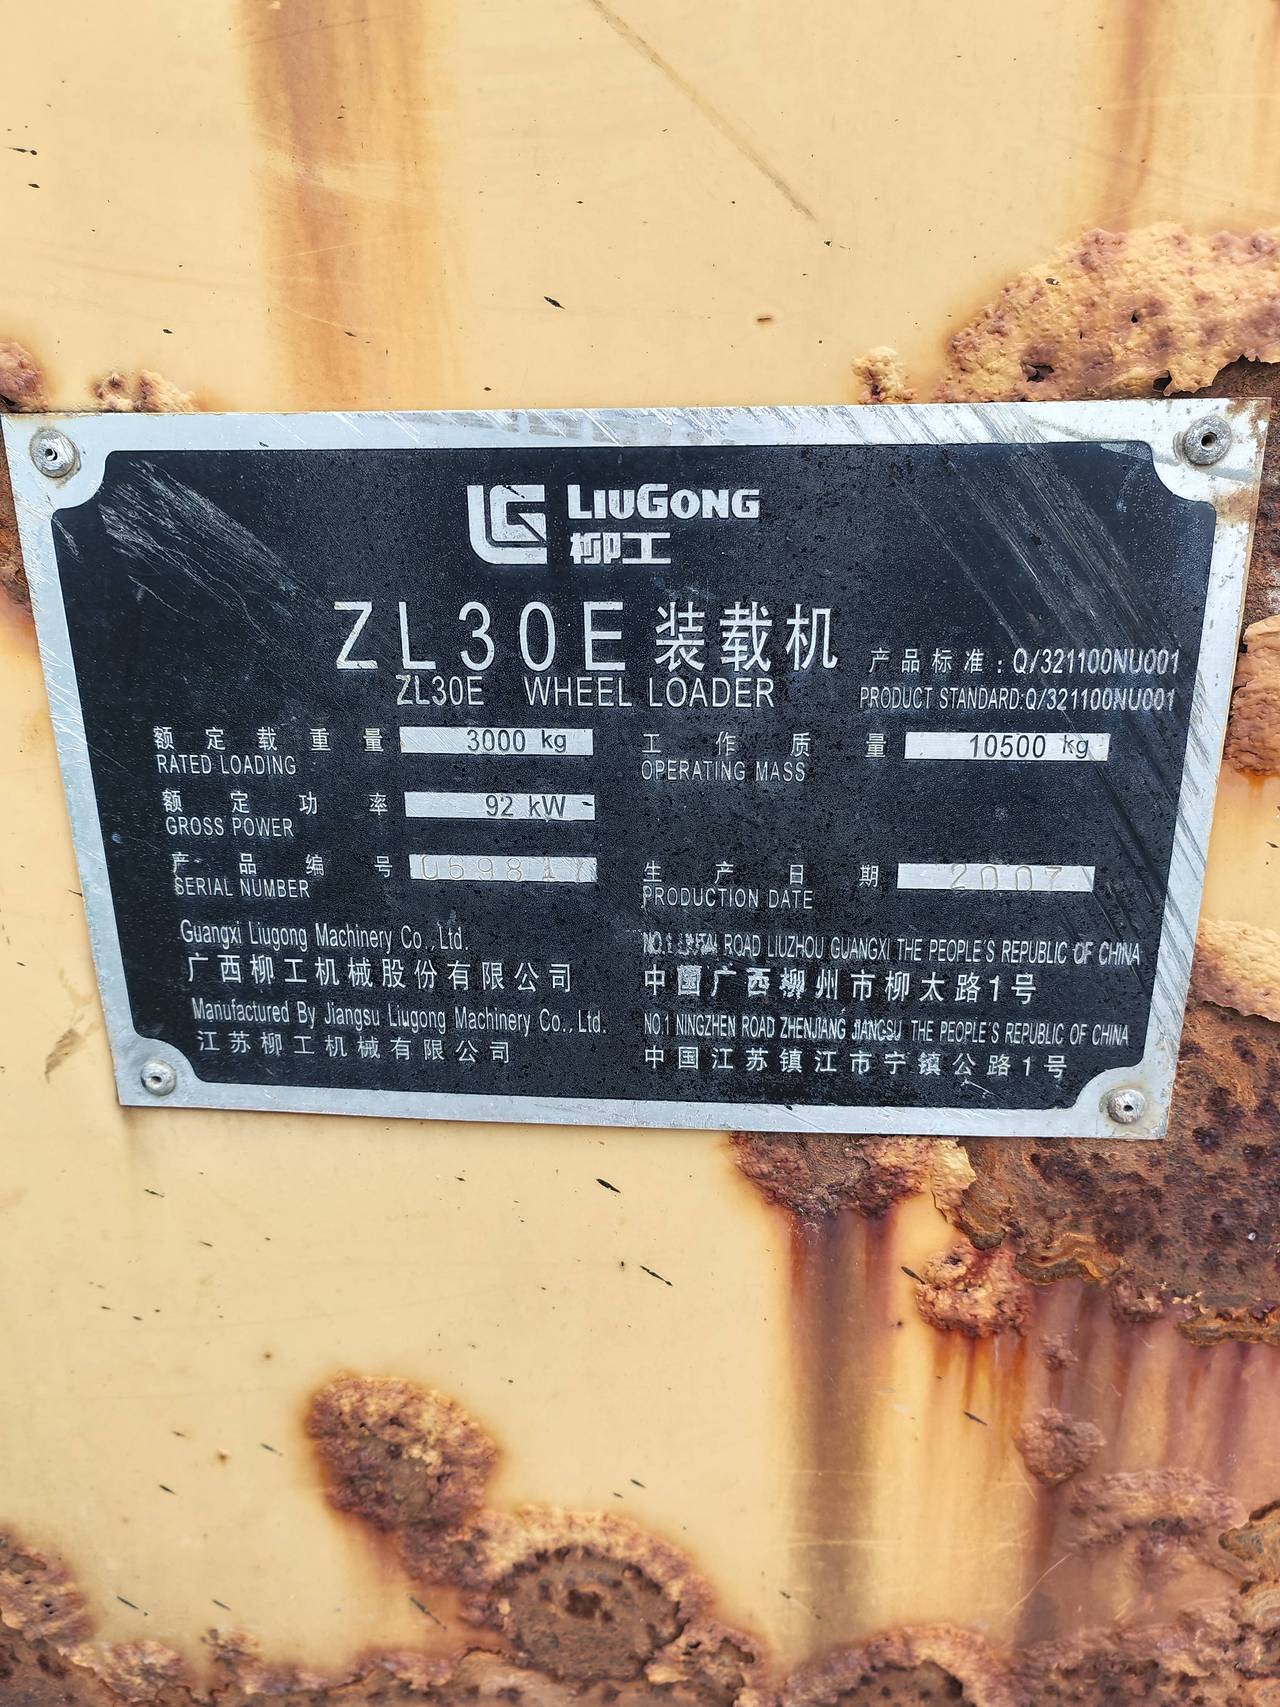 LIUGONG
柳工
ZL30E 装载机
ZL30E WHEEL LOADER
产品标准:Q/321100NU001
PRODUCT STANDARD:Q/321100NU001
额定载重量 3000 kg
RATED LOADING
工作质量 10500 kg
OPERATING MASS
额定功率 92 kW
GROSS POWER
产品编号
SERIAL NUMBER
生产日期 2007
PRODUCTION DATE
Guangxi Liugong Machinery Co., Ltd.
NO.1 ROAD LIUZHOU GUANGXI THE PEOPLE'S REPUBLIC OF CHINA
广西柳工机械股份有限公司
中国广西柳州市柳太路1号
Manufactured By Jiangsu Liugong Machinery Co., Ltd.
NO.1 NINGZHEN ROAD ZHENJIANG JIANGSU THE PEOPLE'S REPUBLIC OF CHINA
江苏柳工机械有限公司
中国江苏镇江市宁镇公路1号